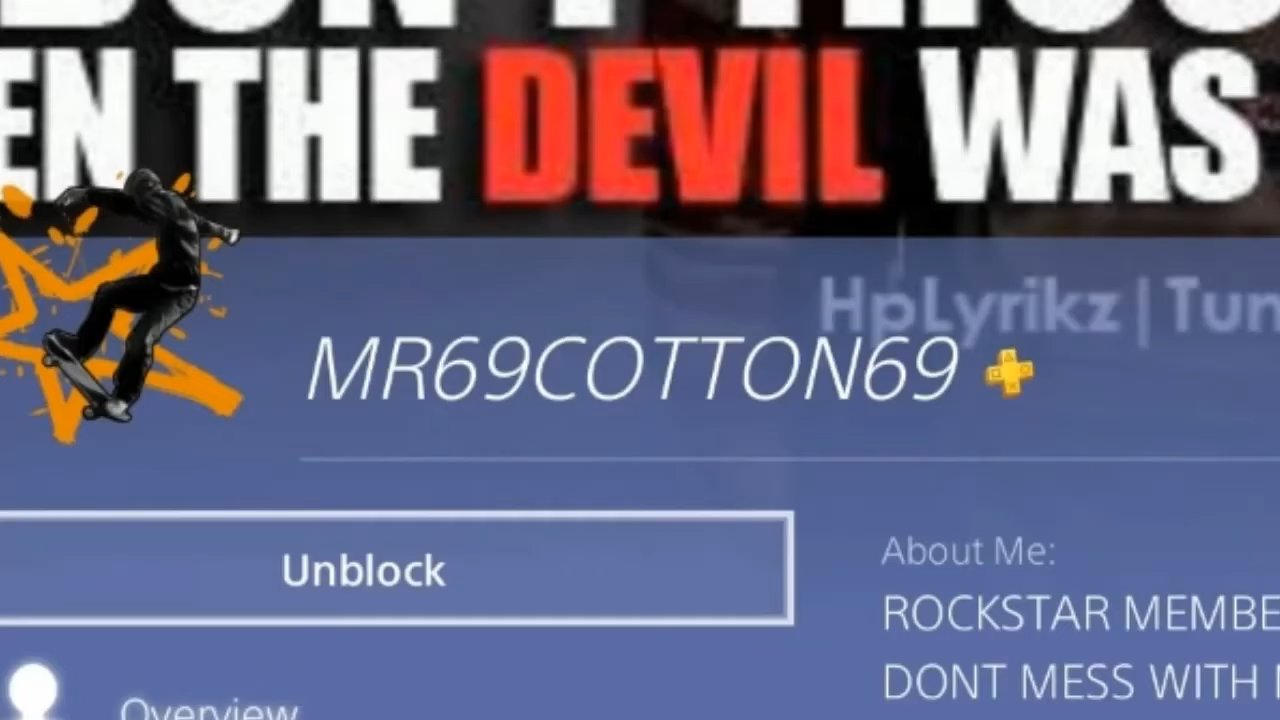 EN THE DEVIL WAS
HpLyrikz | Tun
MR69COTTON69
Unblock
About Me:
ROCKSTAR MEMBE
DONT MESS WITH
Overview